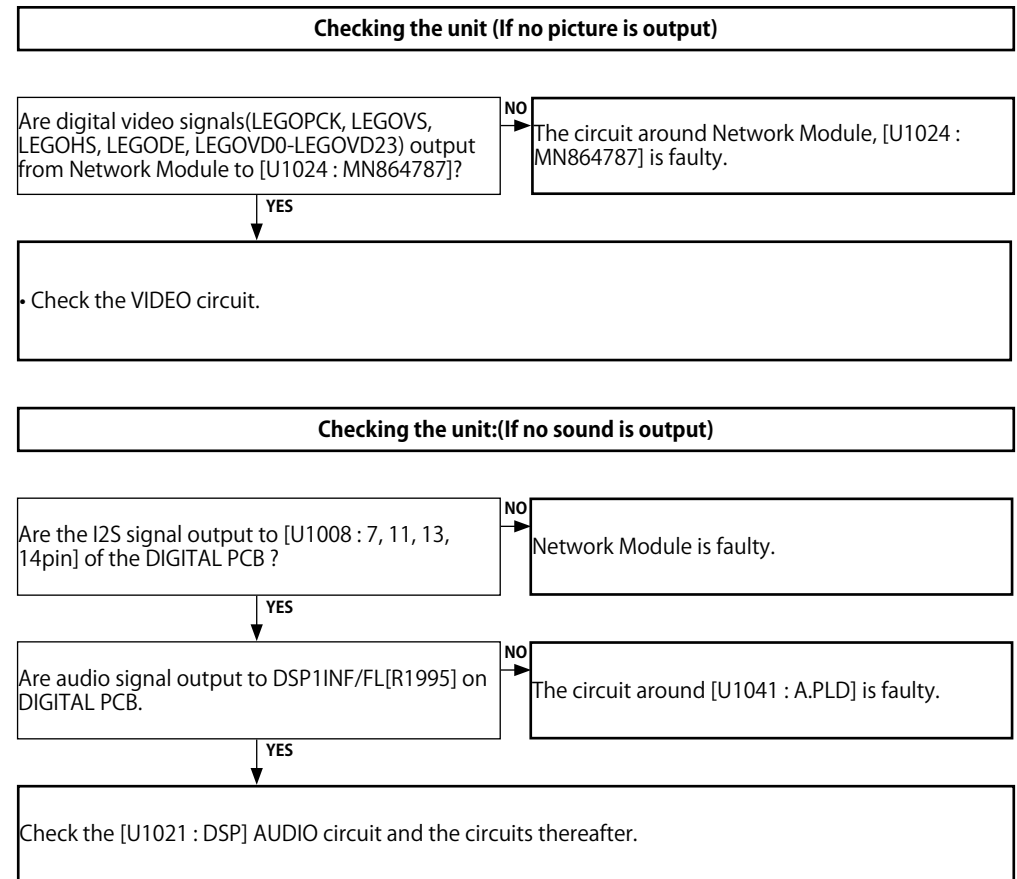 Checking the unit (If no picture is output)
Are digital video signals(LEGOPCK, LEGOVS,
LEGOHS, LEGODE, LEGOVD0-LEGOVD23) output
from Network Module to [U1024 : MN864787]?
NO
The circuit around Network Module, [U1024 :
MN864787] is faulty.
YES
• Check the VIDEO circuit.
Checking the unit:(If no sound is output)
Are the I2S signal output to [U1008 : 7, 11, 13,
14pin] of the DIGITAL PCB ?
NO
Network Module is faulty.
YES
Are audio signal output to DSP1INF/FL[R1995] on
DIGITAL PCB.
NO
The circuit around [U1041 : A.PLD] is faulty.
YES
Check the [U1021 : DSP] AUDIO circuit and the circuits thereafter.